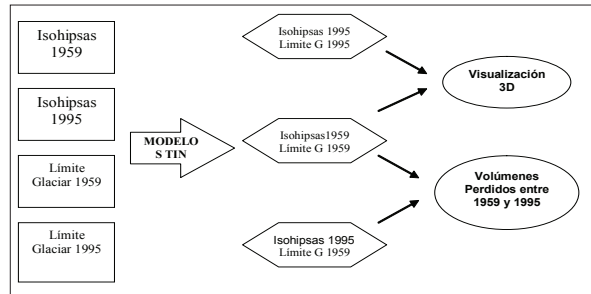 Isohipsas
1959
Isohipsas
1995
Límite
Glaciar 1959
Límite
Glaciar 1995
MODELO
S TIN
Isohipsas 1995
Limite G 1995
Isohipsas1959
Límite G 1959
Isohipsas 1995
Límite G 1959
Visualización
3D
Volúmenes
Perdidos entre
1959 y 1995